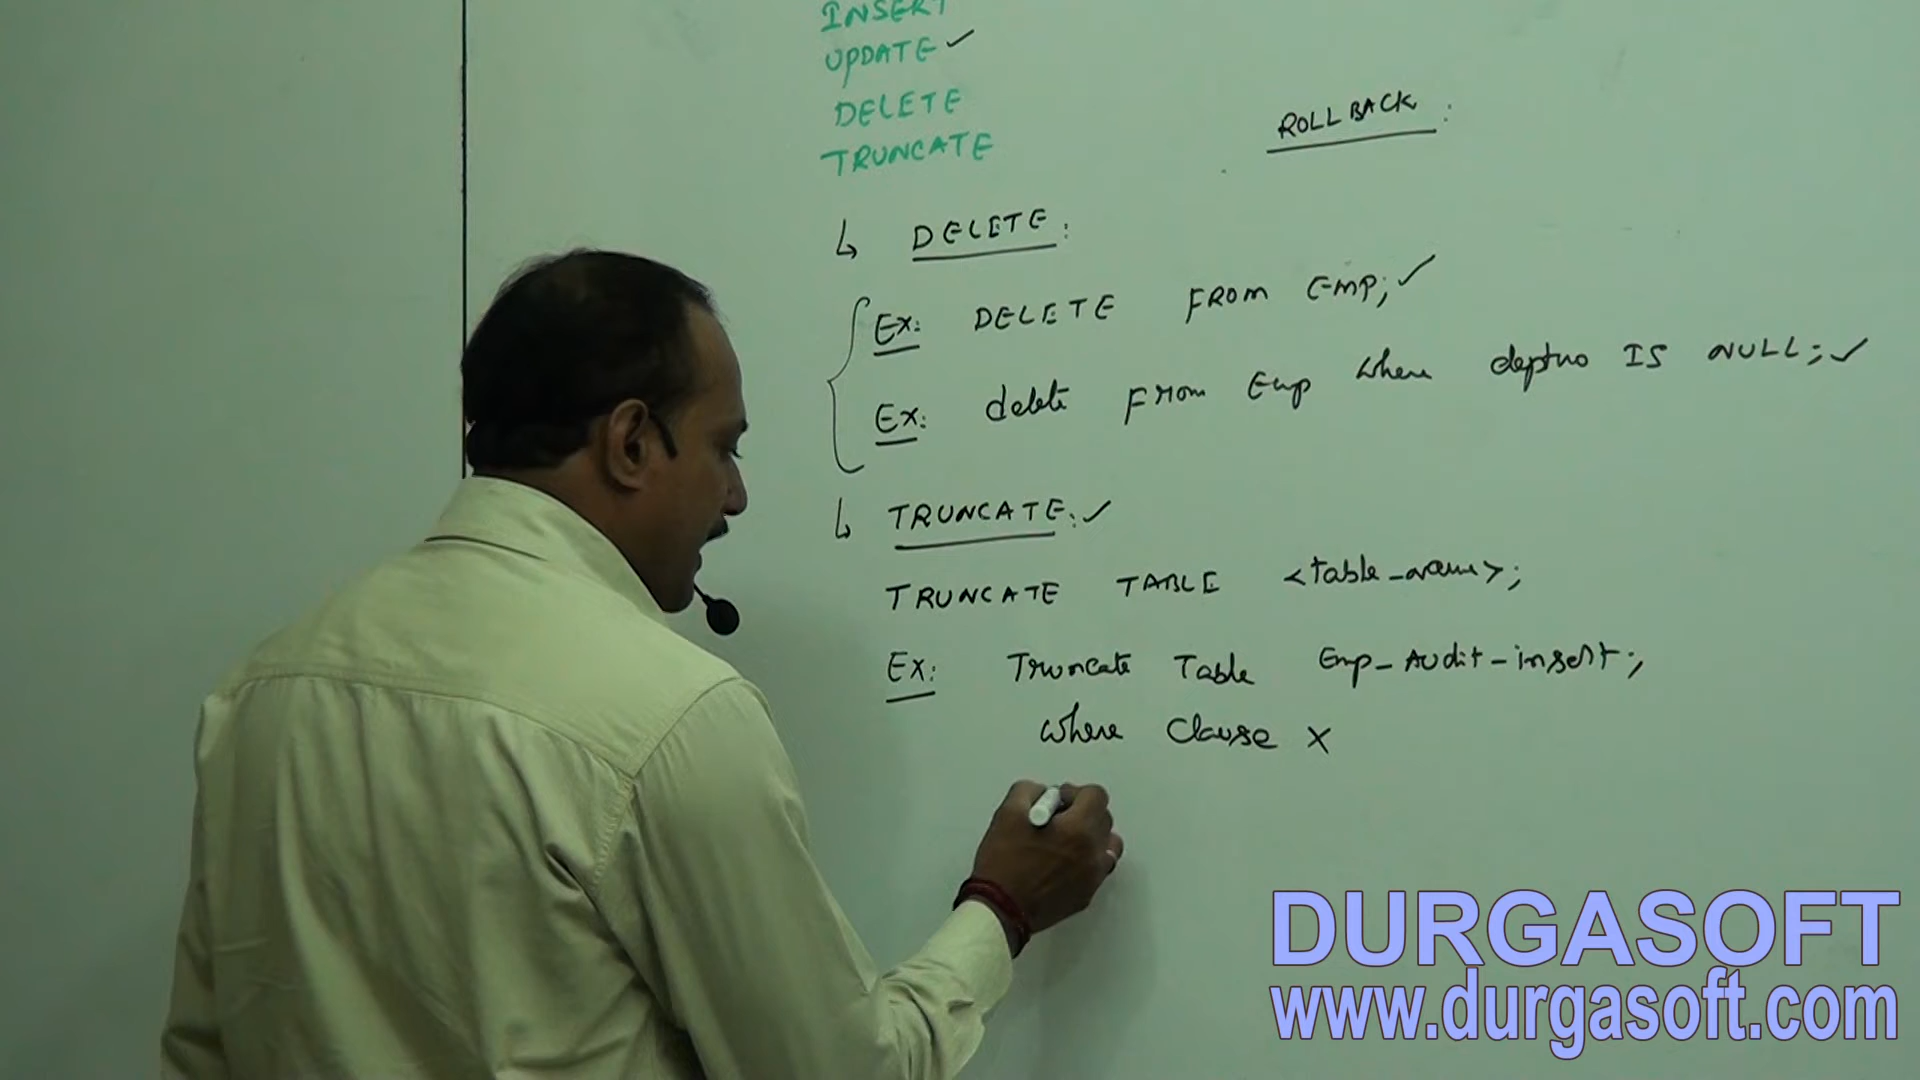 INSERT
UPDATE ✓
DELETE
TRUNCATE
ROLLBACK :
↳ DELETE :
Ex: DELETE FROM Emp; ✓
Ex: delete From Emp where deptno IS NULL; ✓
↳ TRUNCATE : ✓
TRUNCATE TABLE <table_name>;
Ex: Truncate Table Emp_Audit_insert;
where Clause X
DURGASOFT
www.durgasoft.com